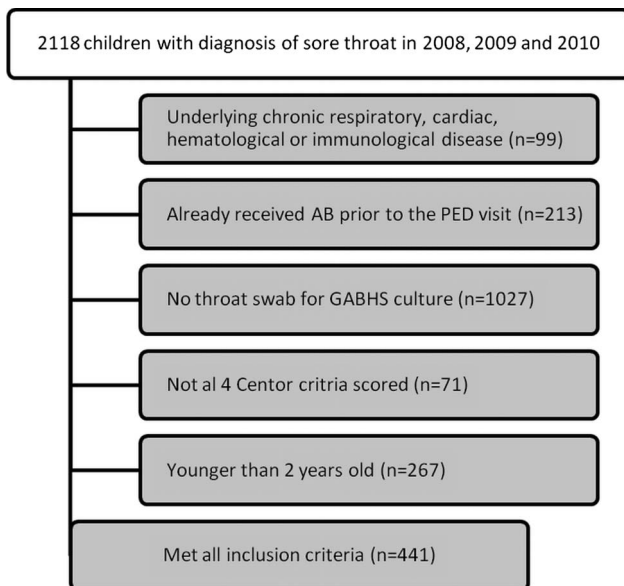 2118 children with diagnosis of sore throat in 2008, 2009 and 2010
Underlying chronic respiratory, cardiac,
hematological or immunological disease (n=99)
Already received AB prior to the PED visit (n=213)
No throat swab for GABHS culture (n=1027)
Not al 4 Centor critria scored (n=71)
Younger than 2 years old (n=267)
Met all inclusion criteria (n=441)